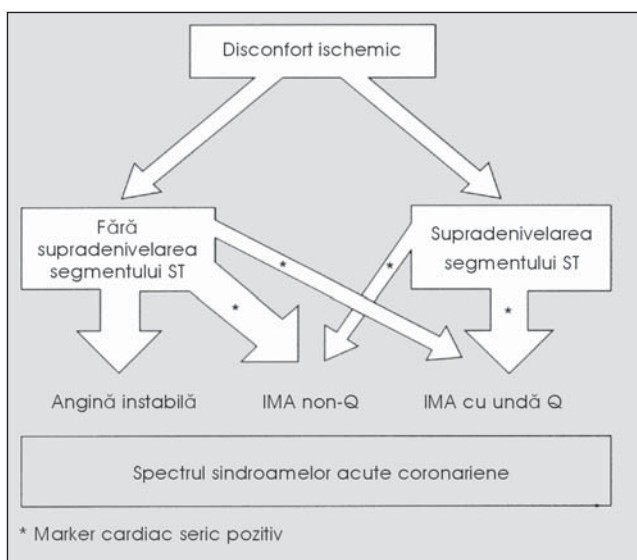 Disconfort ischemic
Fără
supradenivelarea
segmentului ST
Supradenivelarea
segmentului ST
*
*
*
*
Angină instabilă
IMA non-Q
IMA cu undă Q
Spectrul sindroamelor acute coronariene
* Marker cardiac seric pozitiv